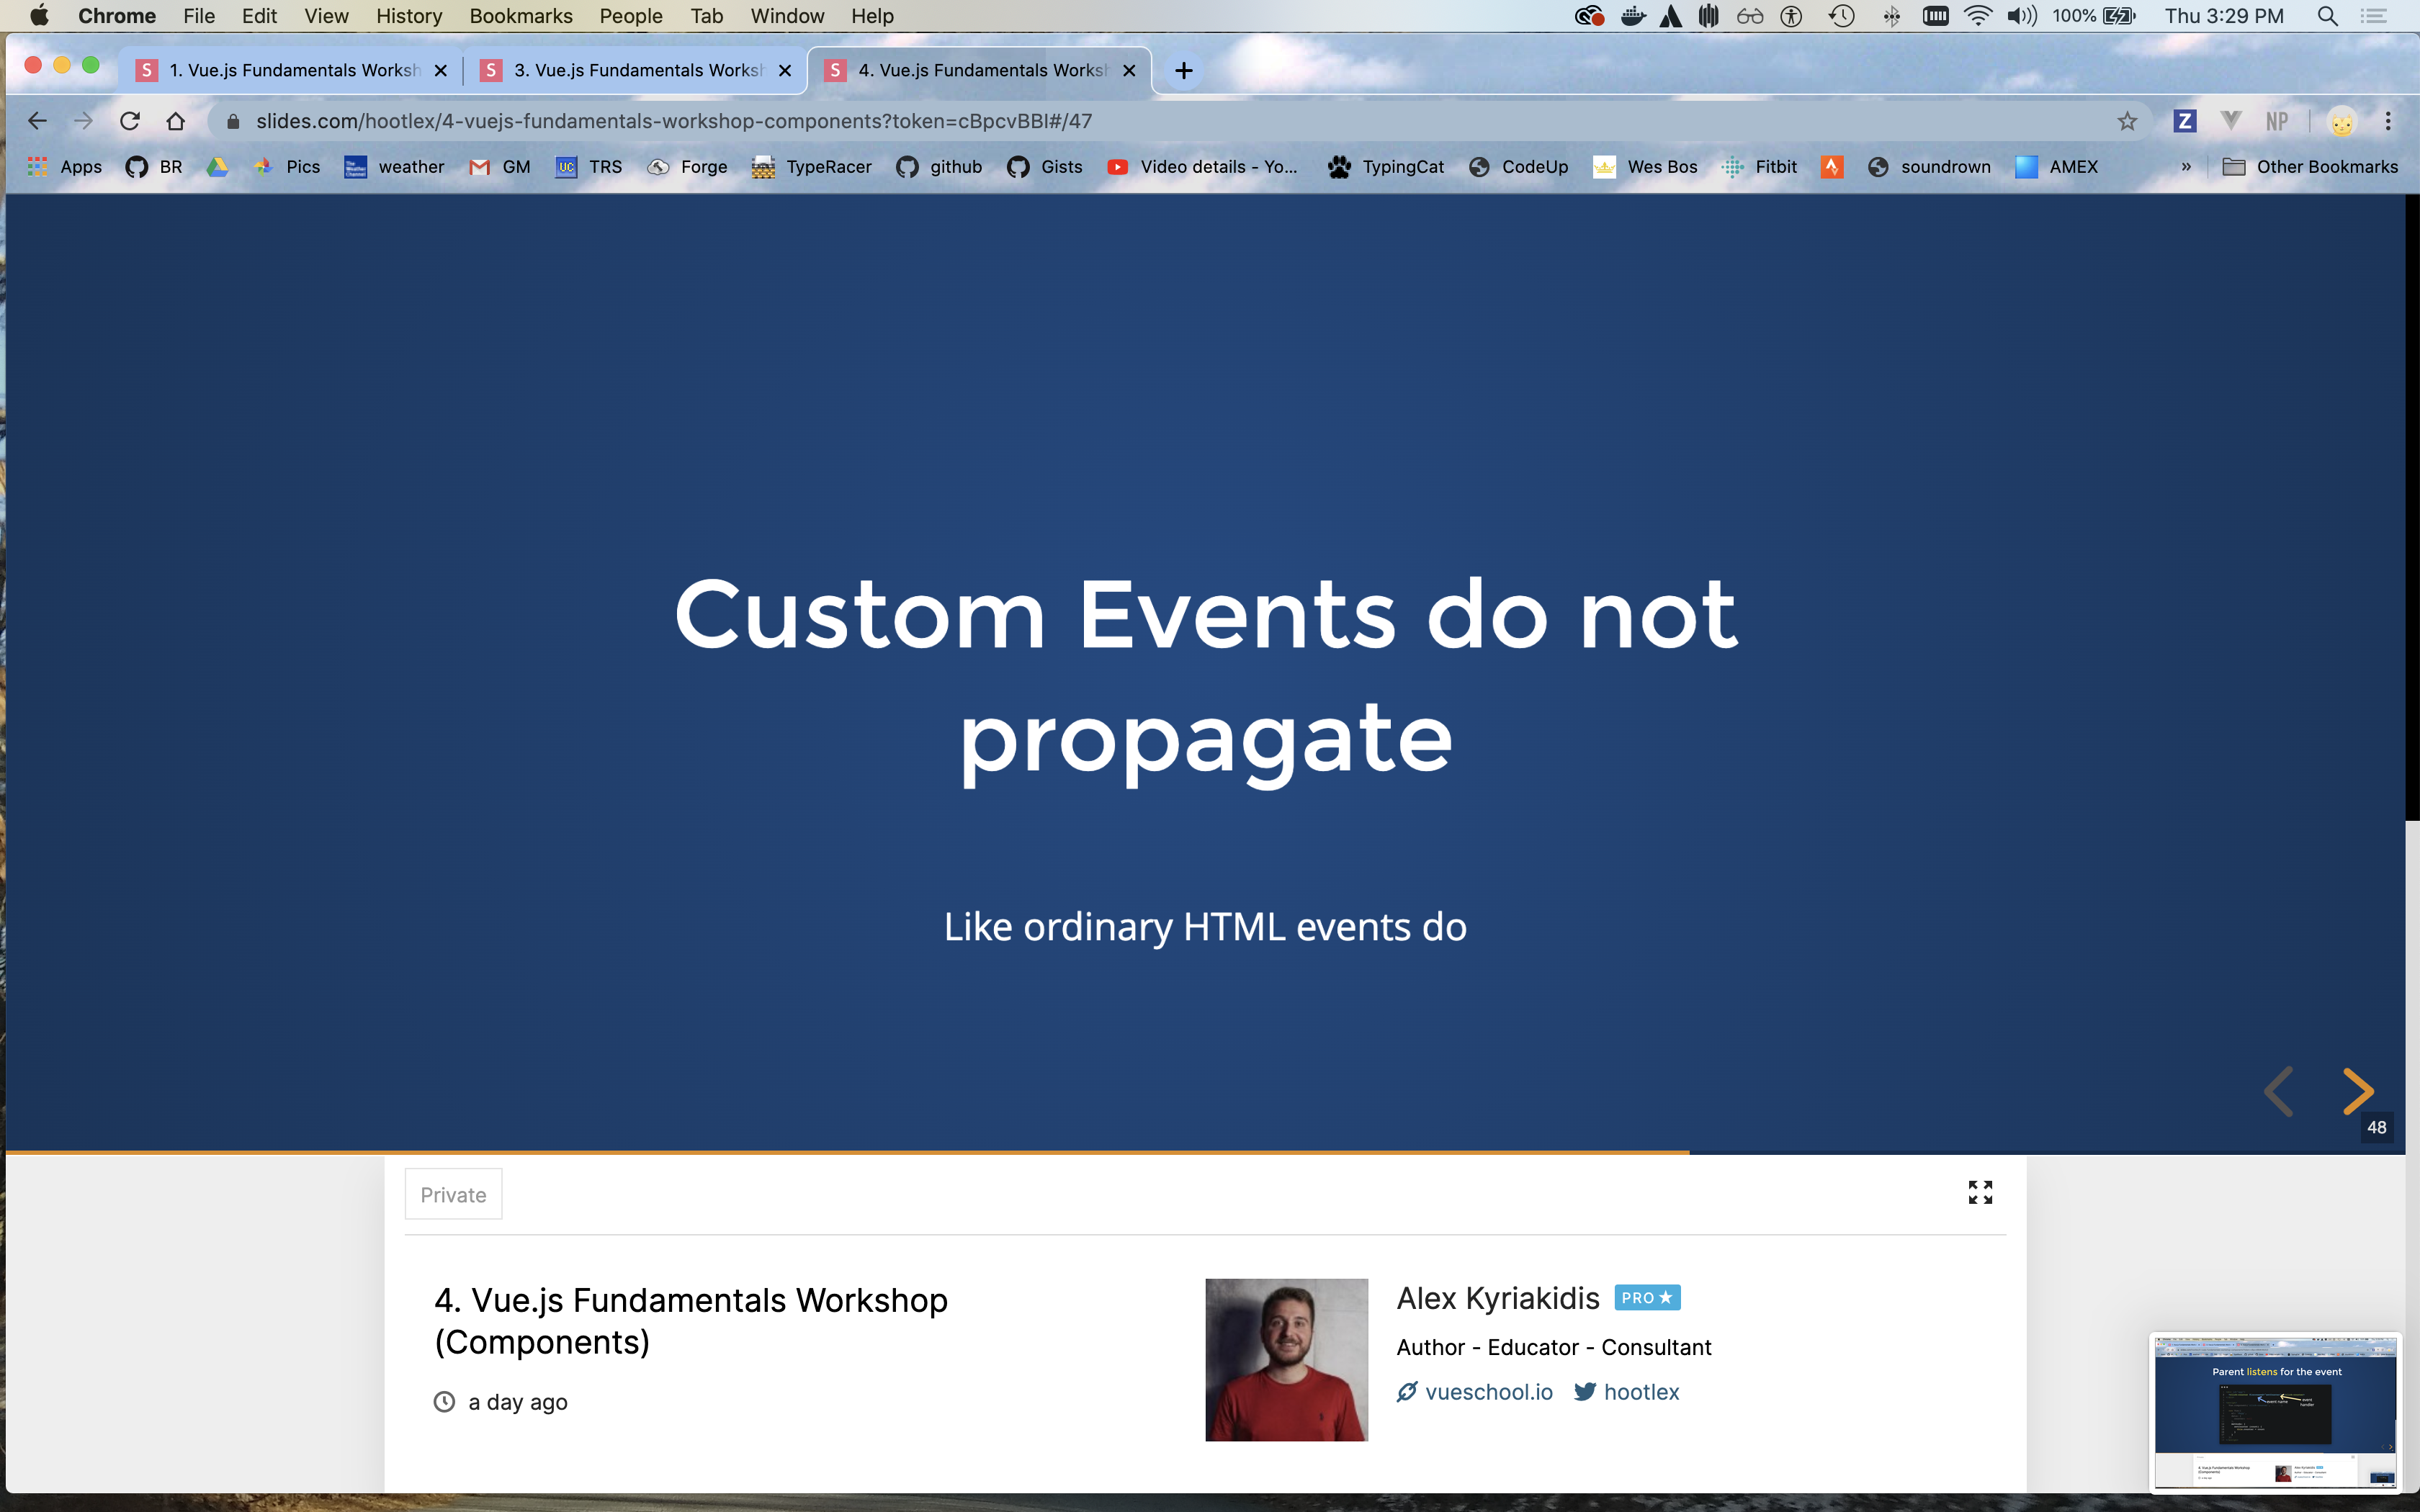 Chrome File Edit View History Bookmarks People Tab Window Help 100% Thu 3:29 PM
S 1. Vue.js Fundamentals Worksh S 3. Vue.js Fundamentals Worksh S 4. Vue.js Fundamentals Worksh
slides.com/hootlex/4-vuejs-fundamentals-workshop-components?token=cBpcvBBI#/47 Z NP
Apps BR Pics weather GM UC TRS Forge TypeRacer github Gists Video details - Yo... TypingCat CodeUp Wes Bos Fitbit soundrown AMEX » Other Bookmarks
Custom Events do not
propagate
Like ordinary HTML events do
48
Private
4. Vue.js Fundamentals Workshop
(Components)
a day ago
Alex Kyriakidis PRO
Author - Educator - Consultant
vueschool.io hootlex
Parent listens for the event
event name
event
handler